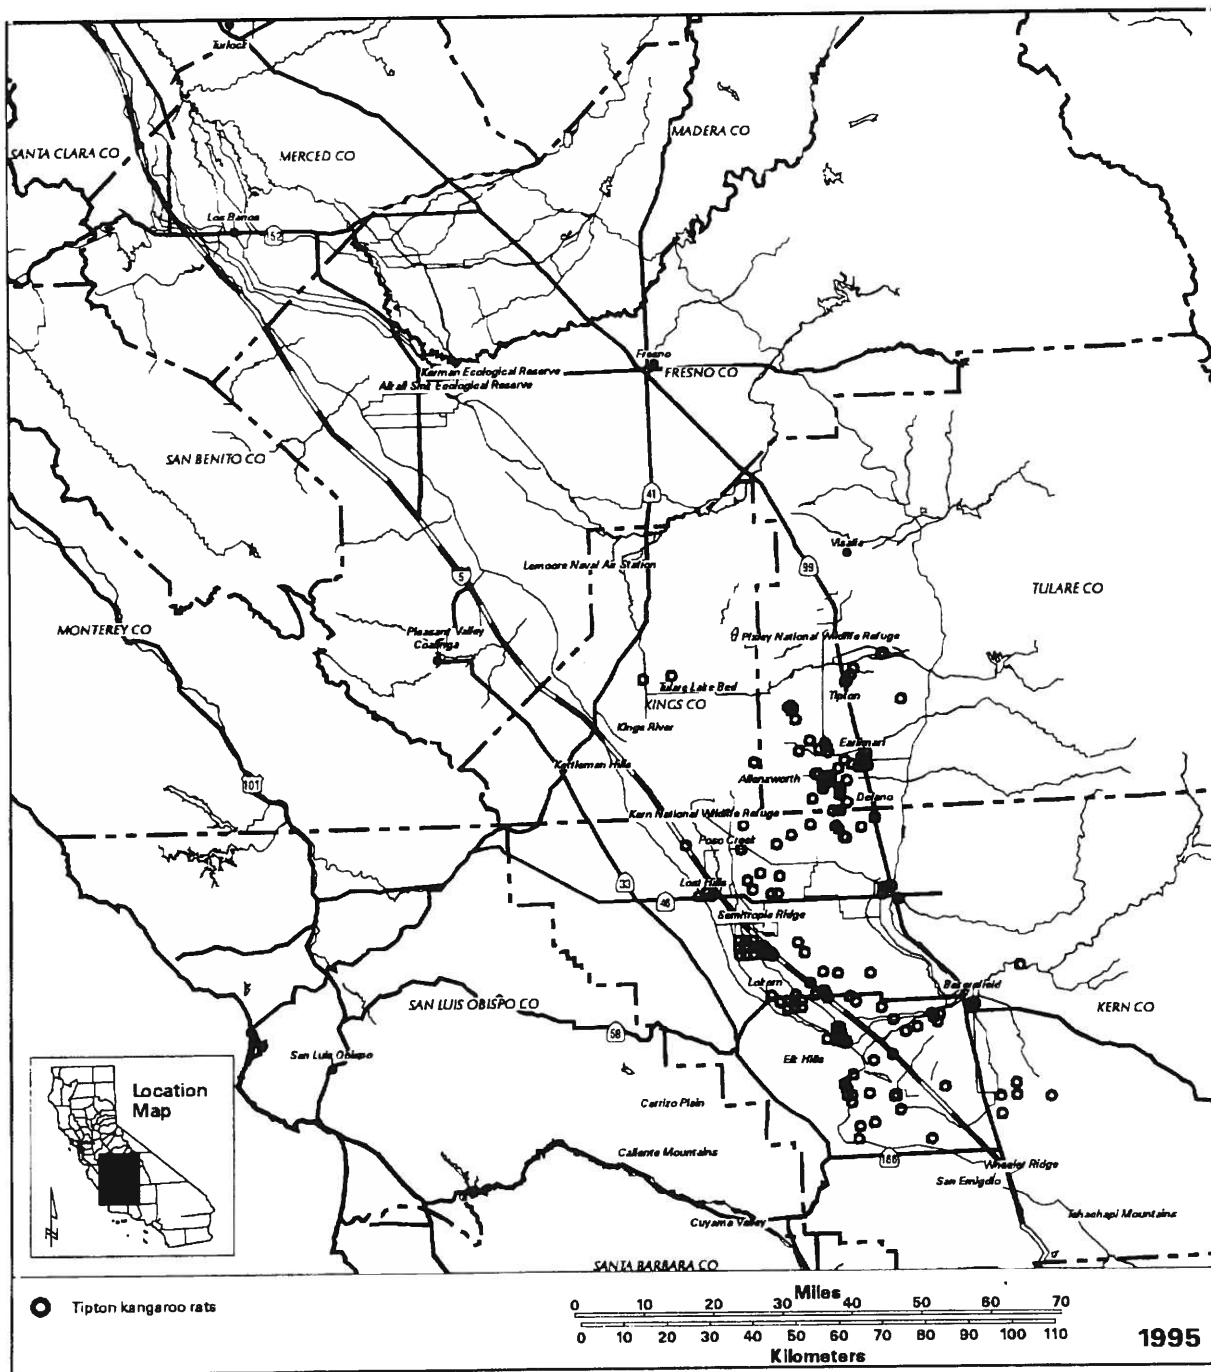 Turlock
MADERA CO
SANTA CLARA CO
MERCED CO
Los Banos
152
Fresno
Kerman Ecological Reserve
FRESNO CO
Alkali Sink Ecological Reserve
SAN BENITO CO
41
Visalia
Lemoore Naval Air Station
99
5
TULARE CO
MONTEREY CO
Pleasant Valley
Coalinga
Pixley National Wildlife Refuge
Tulare Lake Bed
Tipton
KINGS CO
Kings River
Earlimart
Kettleman Hills
Allensworth
101
Delano
Kern National Wildlife Refuge
Poso Creek
33
Lost Hills
46
Semitropic Ridge
Lokern
Bakersfield
SAN LUIS OBISPO CO
KERN CO
58
San Luis Obispo
Elk Hills
Location
Map
Carrizo Plain
Caliente Mountains
166
Wheeler Ridge
San Emigdio
N
Cuyama Valley
Tehachapi Mountains
SANTA BARBARA CO
Tipton kangaroo rats
Miles
0 10 20 30 40 50 60 70
0 10 20 30 40 50 60 70 80 90 100 110
Kilometers
1995